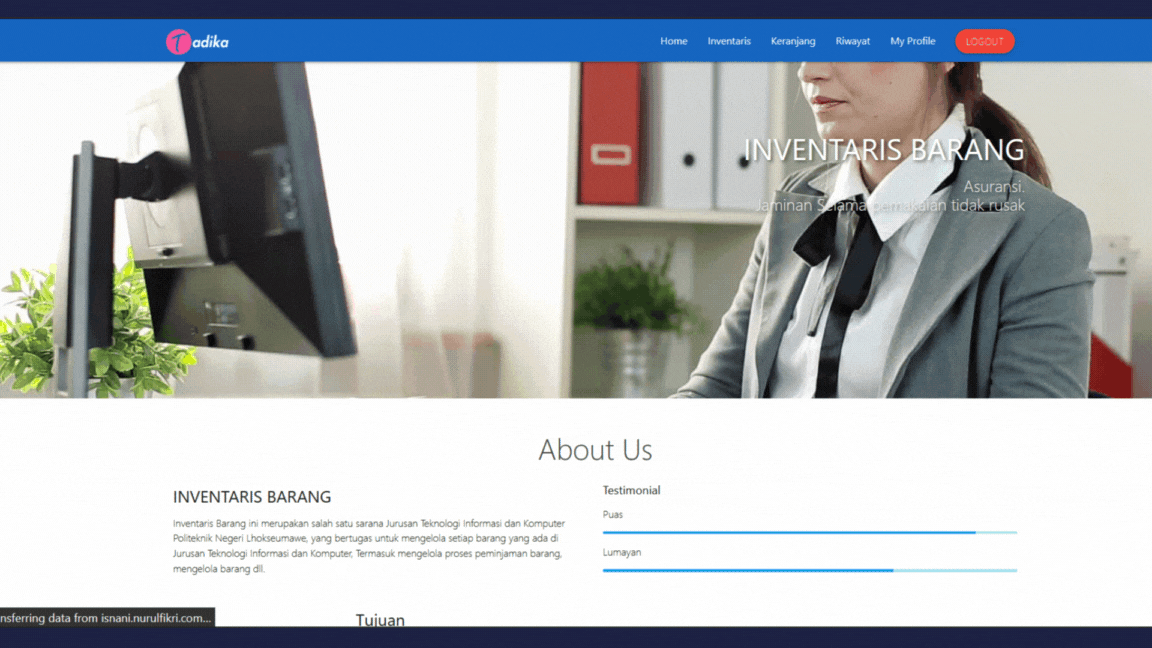 Tadika
Home Inventaris Keranjang Riwayat My Profile LOGOUT
INVENTARIS BARANG
Asuransi.
Jaminan Selama pemakaian tidak rusak
About Us
INVENTARIS BARANG
Inventaris Barang ini merupakan salah satu sarana Jurusan Teknologi Informasi dan Komputer
Politeknik Negeri Lhokseumawe, yang bertugas untuk mengelola setiap barang yang ada di
Jurusan Teknologi Informasi dan Komputer, Termasuk mengelola proses peminjaman barang,
mengelola barang dll.
Testimonial
Puas
Lumayan
Tujuan
nsferring data from isnani.nurulfikri.com...